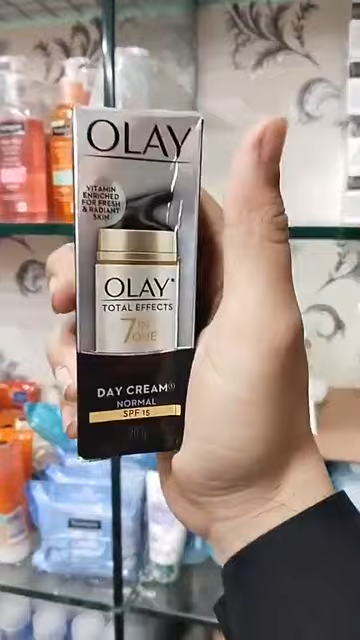 OLAY
VITAMIN
ENRICHED
FOR FRESH
& RADIANT
SKIN
OLAY
TOTAL EFFECTS
7 IN
ONE
DAY CREAM
NORMAL
SPF 15